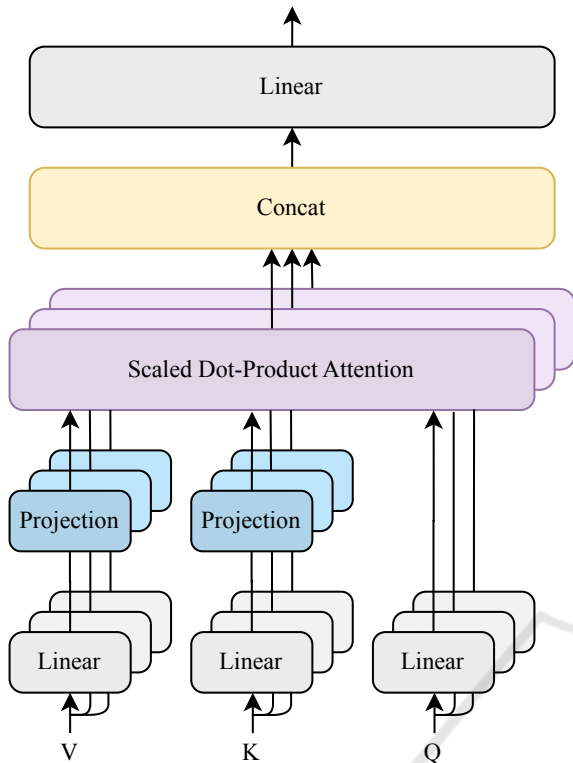 Linear
Concat
Scaled Dot-Product Attention
Projection Projection
Linear Linear Linear
V K Q